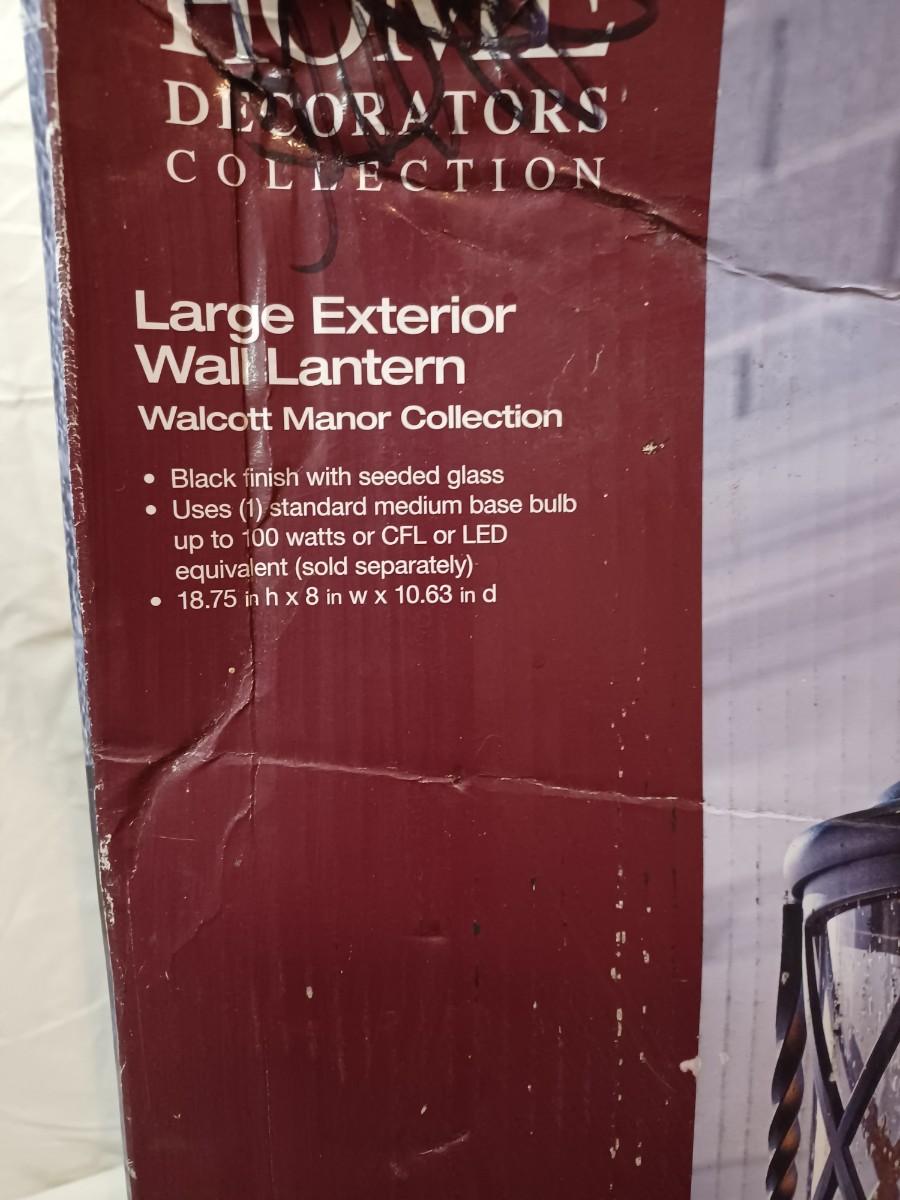 HOME
DECORATORS
COLLECTION
Large Exterior
Wall Lantern
Walcott Manor Collection
• Black finish with seeded glass
• Uses (1) standard medium base bulb
up to 100 watts or CFL or LED
equivalent (sold separately)
• 18.75 in h x 8 in w x 10.63 in d